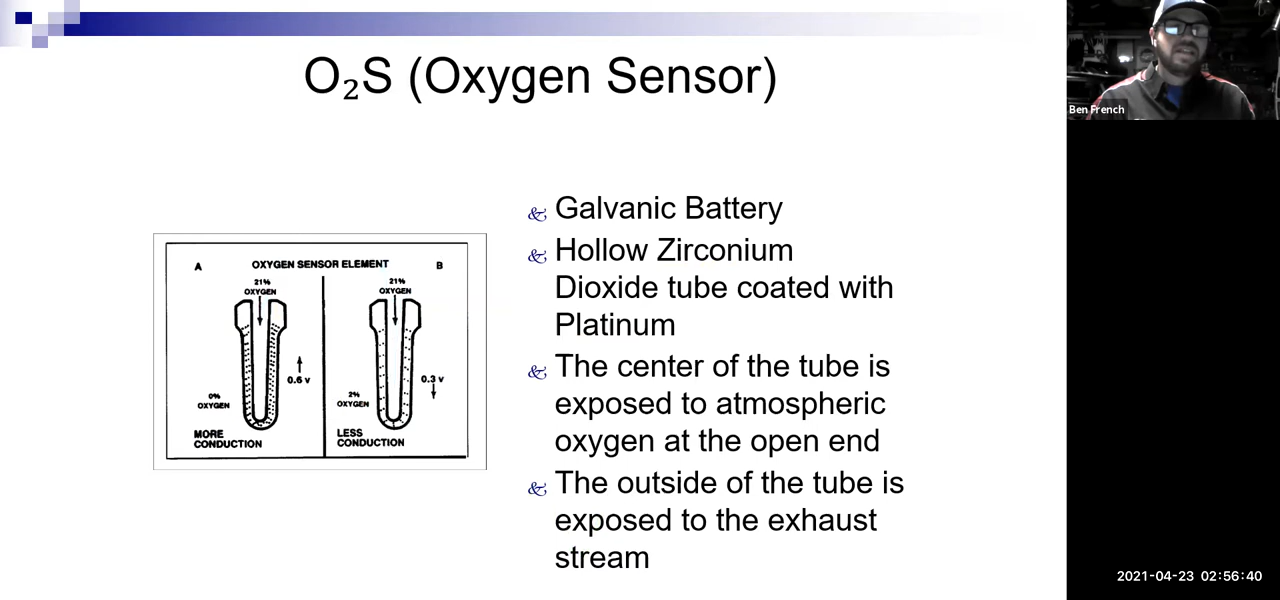 O₂S (Oxygen Sensor)
Ben French
Galvanic Battery
Hollow Zirconium
Dioxide tube coated with
Platinum
The center of the tube is
exposed to atmospheric
oxygen at the open end
The outside of the tube is
exposed to the exhaust
stream
A
OXYGEN SENSOR ELEMENT
B
21%
OXYGEN
0.6 v
0%
OXYGEN
MORE
CONDUCTION
21%
OXYGEN
0.3 v
2%
OXYGEN
LESS
CONDUCTION
2021-04-23 02:56:40